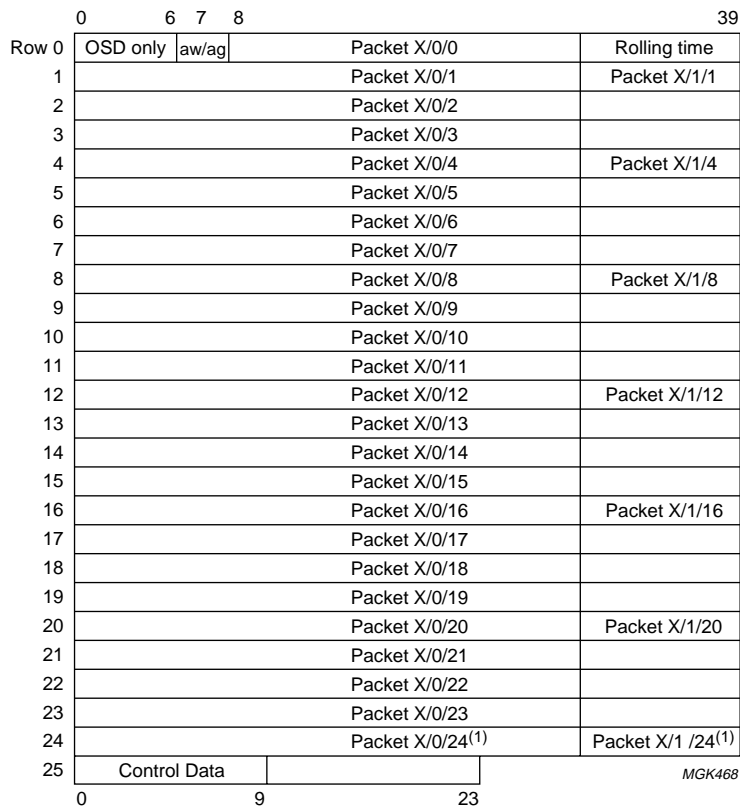 0 6 7 8 39
Row 0 OSD only aw/ag Packet X/0/0 Rolling time
1 Packet X/0/1 Packet X/1/1
2 Packet X/0/2
3 Packet X/0/3
4 Packet X/0/4 Packet X/1/4
5 Packet X/0/5
6 Packet X/0/6
7 Packet X/0/7
8 Packet X/0/8 Packet X/1/8
9 Packet X/0/9
10 Packet X/0/10
11 Packet X/0/11
12 Packet X/0/12 Packet X/1/12
13 Packet X/0/13
14 Packet X/0/14
15 Packet X/0/15
16 Packet X/0/16 Packet X/1/16
17 Packet X/0/17
18 Packet X/0/18
19 Packet X/0/19
20 Packet X/0/20 Packet X/1/20
21 Packet X/0/21
22 Packet X/0/22
23 Packet X/0/23
24 Packet X/0/24(1) Packet X/1 /24(1)
25 Control Data MGK468
0 9 23